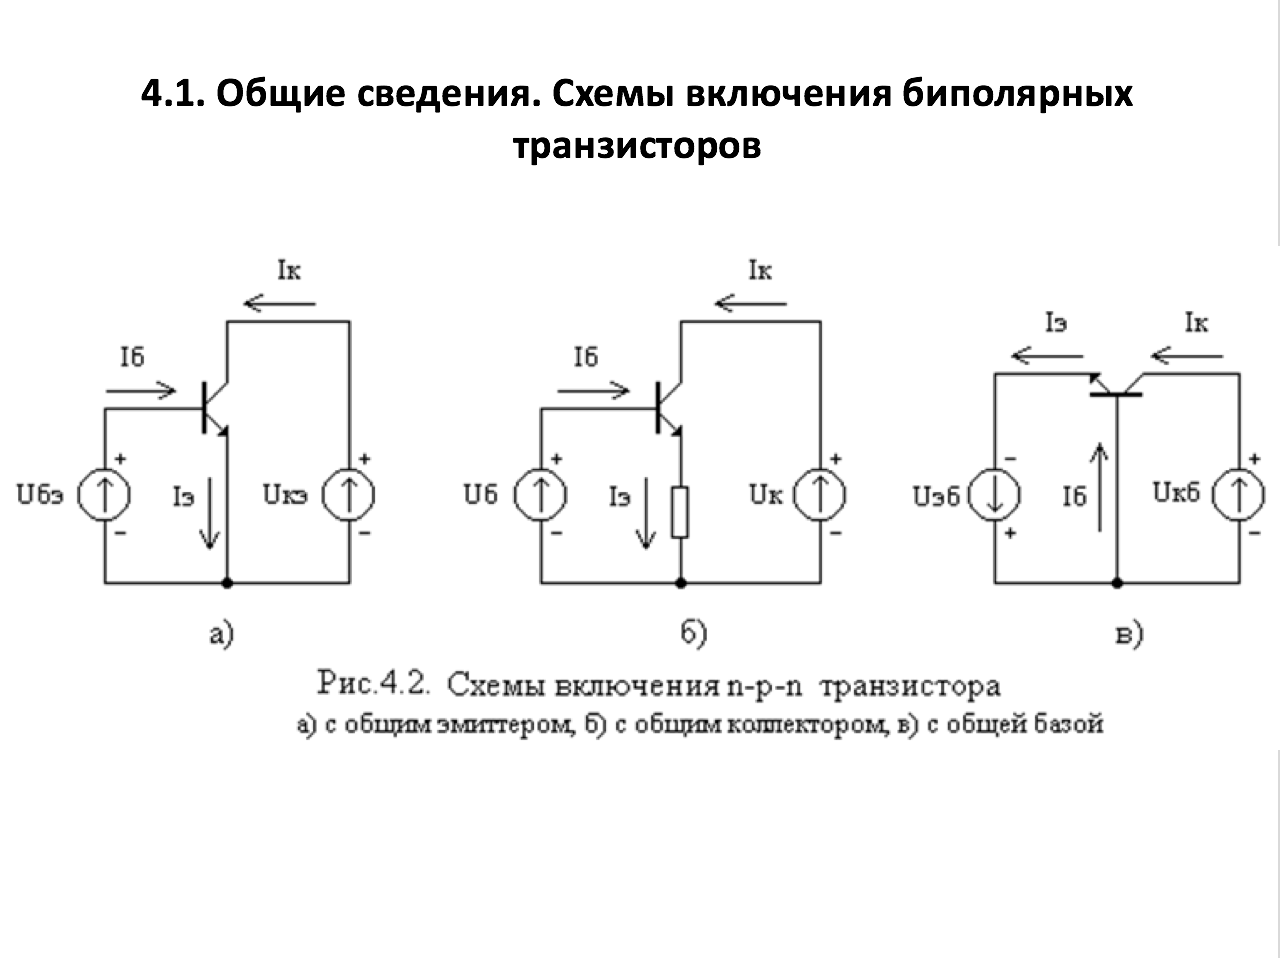 4.1. Общие сведения. Схемы включения биполярных
транзисторов
Iк
Iб
+
+
Uбэ
Iэ
Uкэ
−
−
а)
Iк
Iб
+
+
Uб
Iэ
Uк
−
−
б)
Iэ
Iк
−
+
Uэб
Iб
Uкб
+
−
в)
Рис.4.2. Схемы включения n-p-n транзистора
а) с общим эмиттером, б) с общим коллектором, в) с общей базой